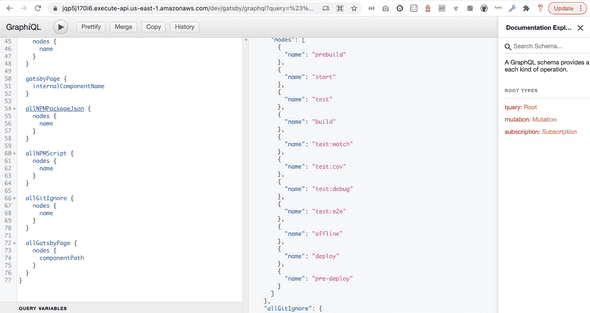 jqp5j170i6.execute-api.us-east-1.amazonaws.com/dev/gatsby/graphql?query=%23%...
Update
GraphiQL
Prettify
Merge
Copy
History
45 nodes {
46 name
47 }
48 }
49
50 gatsbyPage {
51 internalComponentName
52 }
53
54 allNPMPackageJson {
55 nodes {
56 name
57 }
58 }
59
60 allNPMScript {
61 nodes {
62 name
63 }
64 }
65
66 allGitIgnore {
67 nodes {
68 name
69 }
70 }
71
72 allGatsbyPage {
73 nodes {
74 componentPath
75 }
76 }
77 }
QUERY VARIABLES
"nodes": [
{
"name": "prebuild"
},
{
"name": "start"
},
{
"name": "test"
},
{
"name": "build"
},
{
"name": "test:watch"
},
{
"name": "test:cov"
},
{
"name": "test:debug"
},
{
"name": "test:e2e"
},
{
"name": "offline"
},
{
"name": "deploy"
},
{
"name": "pre-deploy"
}
]
},
"allGitIgnore": {
Documentation Expl...
Search Schema...
A GraphQL schema provides a
each kind of operation.
ROOT TYPES
query: Root
mutation: Mutation
subscription: Subscription